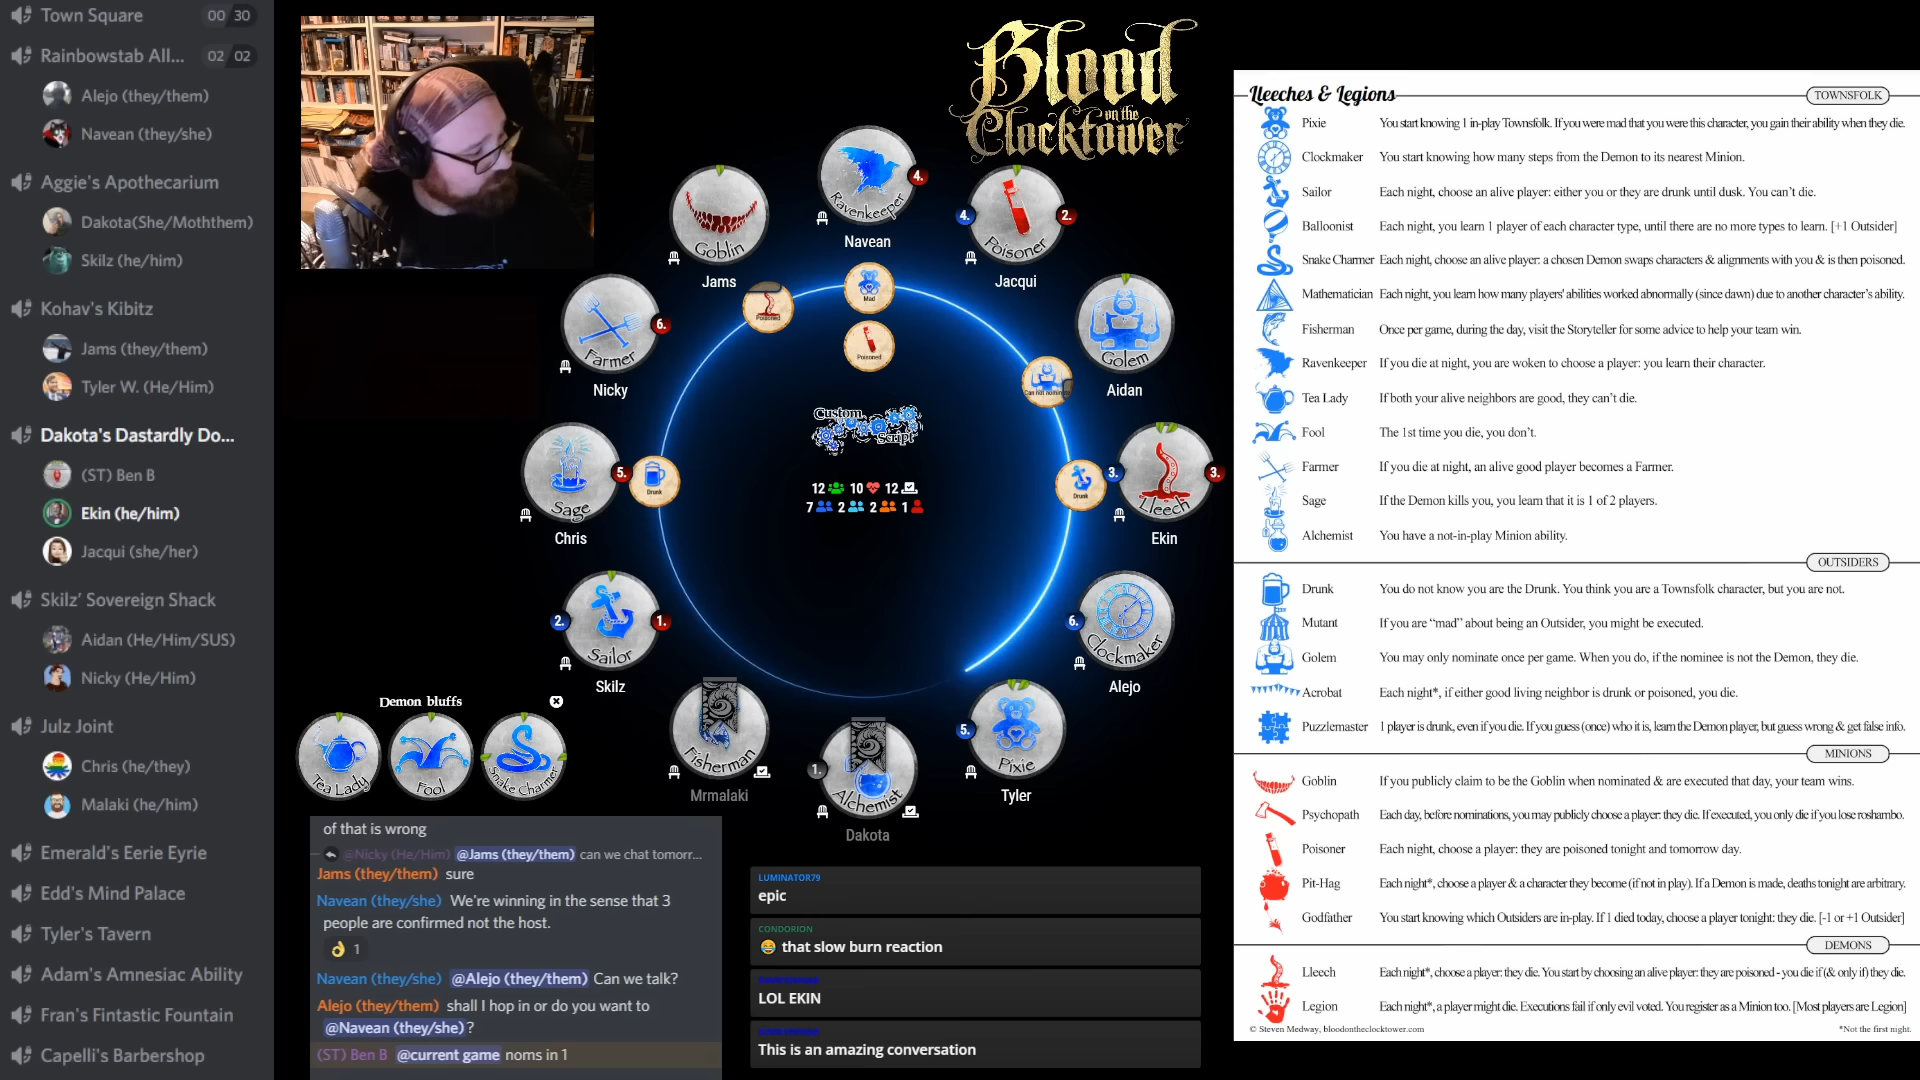 Town Square 00 30
Rainbowstab All... 02 02
Alejo (they/them)
Navean (they/she)
Aggie's Apothecarium
Dakota(She/Moththem)
Skilz (he/him)
Kohav's Kibitz
Jams (they/them)
Tyler W. (He/Him)
Dakota's Dastardly Do...
(ST) Ben B
Ekin (he/him)
Jacqui (she/her)
Skilz' Sovereign Shack
Aidan (He/Him/SUS)
Nicky (He/Him)
Julz Joint
Chris (he/they)
Malaki (he/him)
Emerald's Eerie Eyrie
Edd's Mind Palace
Tyler's Tavern
Adam's Amnesiac Ability
Fran's Fintastic Fountain
Capelli's Barbershop
Blood
on the
Clocktower
Ravenkeeper
4.
Navean
Goblin
Jams
4.
Poisoner
2.
Jacqui
Farmer
6.
Nicky
Poisoned
Mad
Poisoned
Golem
Aidan
Can not nominate
Sage
5.
Chris
Drunk
Custom
Script
12 10 12
7 2 2 1
Drunk
3.
Lleech
3.
Ekin
2.
Sailor
1.
Skilz
6.
Clockmaker
Alejo
Fisherman
Mrmalaki
1.
Alchemist
Dakota
5.
Pixie
Tyler
Demon bluffs
Tea Lady
Fool
Snake Charmer
of that is wrong
@Nicky (He/Him) @Jams (they/them) can we chat tomorr...
Jams (they/them) sure
Navean (they/she) We're winning in the sense that 3
people are confirmed not the host.
👌 1
Navean (they/she) @Alejo (they/them) Can we talk?
Alejo (they/them) shall I hop in or do you want to
@Navean (they/she) ?
(ST) Ben B @current game noms in 1
LUMINATOR79
epic
CONDORION
😂 that slow burn reaction
LOL EKIN
This is an amazing conversation
Lleeches & Legions
TOWNSFOLK
Pixie You start knowing 1 in-play Townsfolk. If you were mad that you were this character, you gain their ability when they die.
Clockmaker You start knowing how many steps from the Demon to its nearest Minion.
Sailor Each night, choose an alive player: either you or they are drunk until dusk. You can't die.
Balloonist Each night, you learn 1 player of each character type, until there are no more types to learn. [+1 Outsider]
Snake Charmer Each night, choose an alive player: a chosen Demon swaps characters & alignments with you & is then poisoned.
Mathematician Each night, you learn how many players' abilities worked abnormally (since dawn) due to another character's ability.
Fisherman Once per game, during the day, visit the Storyteller for some advice to help your team win.
Ravenkeeper If you die at night, you are woken to choose a player: you learn their character.
Tea Lady If both your alive neighbors are good, they can't die.
Fool The 1st time you die, you don't.
Farmer If you die at night, an alive good player becomes a Farmer.
Sage If the Demon kills you, you learn that it is 1 of 2 players.
Alchemist You have a not-in-play Minion ability.
OUTSIDERS
Drunk You do not know you are the Drunk. You think you are a Townsfolk character, but you are not.
Mutant If you are “mad” about being an Outsider, you might be executed.
Golem You may only nominate once per game. When you do, if the nominee is not the Demon, they die.
Acrobat Each night*, if either good living neighbor is drunk or poisoned, you die.
Puzzlemaster 1 player is drunk, even if you die. If you guess (once) who it is, learn the Demon player, but guess wrong & get false info.
MINIONS
Goblin If you publicly claim to be the Goblin when nominated & are executed that day, your team wins.
Psychopath Each day, before nominations, you may publicly choose a player: they die. If executed, you only die if you lose roshambo.
Poisoner Each night, choose a player: they are poisoned tonight and tomorrow day.
Pit-Hag Each night*, choose a player & a character they become (if not in play). If a Demon is made, deaths tonight are arbitrary.
Godfather You start knowing which Outsiders are in-play. If 1 died today, choose a player tonight: they die. [-1 or +1 Outsider]
DEMONS
Lleech Each night*, choose a player: they die. You start by choosing an alive player: they are poisoned - you die if (& only if) they die.
Legion Each night*, a player might die. Executions fail if only evil voted. You register as a Minion too. [Most players are Legion]
© Steven Medway, bloodontheclocktower.com *Not the first night.